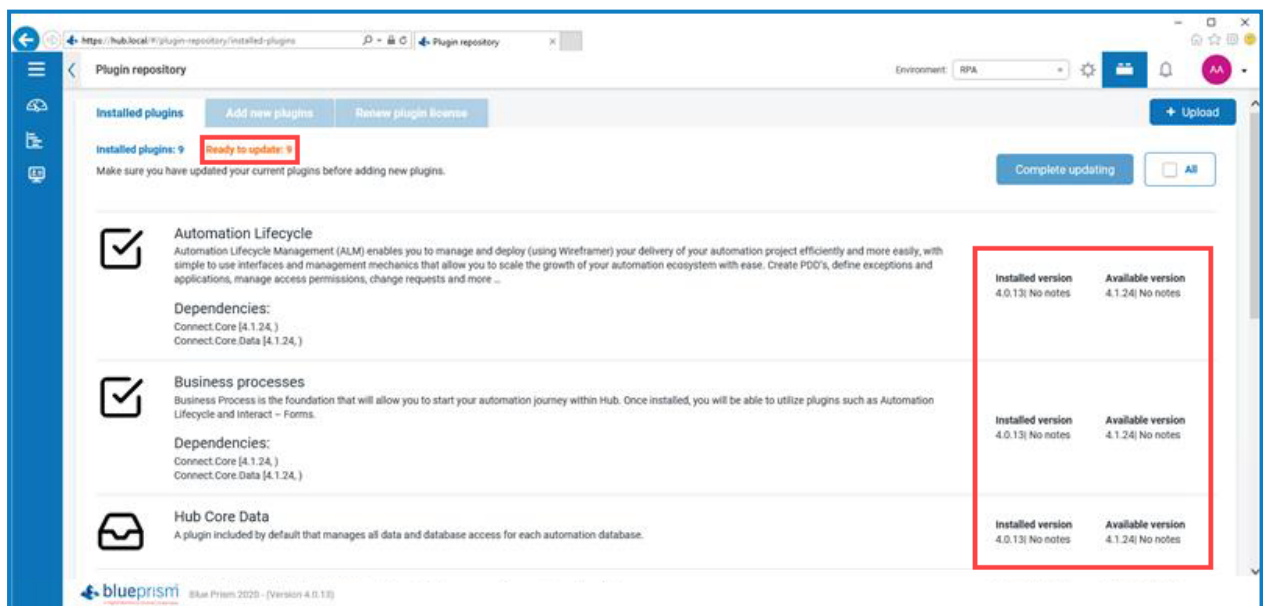 https://hub.local/#/plugin-repository/installed-plugins
Plugin repository
Plugin repository
Environment: RPA
AA
Installed plugins
Add new plugins
Renew plugin license
+ Upload
Installed plugins: 9
Ready to update: 9
Make sure you have updated your current plugins before adding new plugins.
Complete updating
All
Automation Lifecycle
Automation Lifecycle Management (ALM) enables you to manage and deploy (using Wireframer) your delivery of your automation project efficiently and more easily, with
simple to use interfaces and management mechanics that allow you to scale the growth of your automation ecosystem with ease. Create PDD's, define exceptions and
applications, manage access permissions, change requests and more ...
Installed version
Available version
4.0.13| No notes
4.1.24| No notes
Dependencies:
Connect.Core [4.1.24, )
Connect.Core.Data [4.1.24, )
Business processes
Business Process is the foundation that will allow you to start your automation journey within Hub. Once installed, you will be able to utilize plugins such as Automation
Lifecycle and Interact – Forms.
Installed version
Available version
4.0.13| No notes
4.1.24| No notes
Dependencies:
Connect.Core [4.1.24, )
Connect.Core.Data [4.1.24, )
Hub Core Data
A plugin included by default that manages all data and database access for each automation database.
Installed version
Available version
4.0.13| No notes
4.1.24| No notes
blueprism
Blue Prism 2020 - (Version 4.0.13)